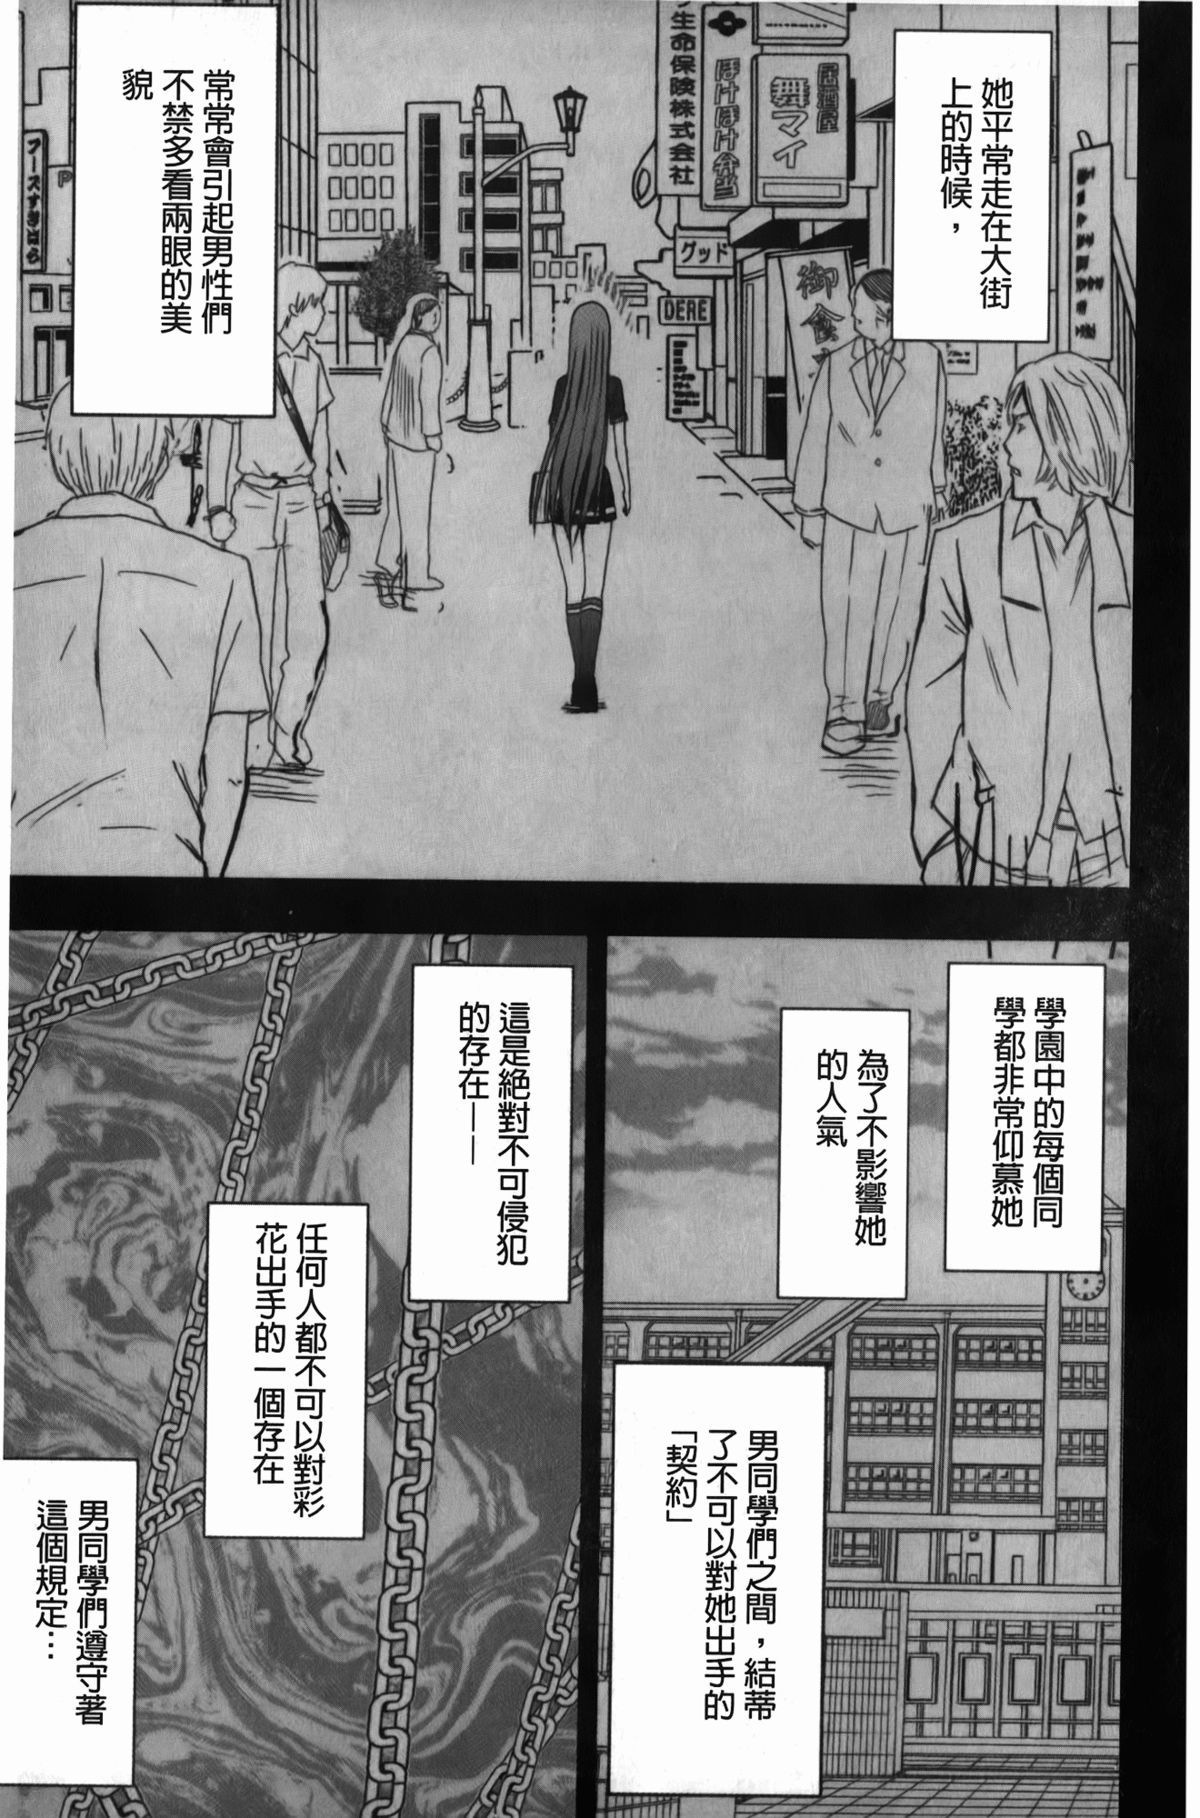 她平常走在大街
上的時候，
常常會引起男性們
不禁多看兩眼的美
貌
生命保険株式会社
ほけほけ弁当
居酒屋
舞マイ
グッド
DERE
御食
學園中的每個同
學都非常仰慕她
為了不影響她
的人氣
男同學們之間，結蒂
了不可以對她出手的
「契約」
這是絕對不可侵犯
的存在——
任何人都不可以對彩
花出手的一個存在
男同學們遵守著
這個規定…